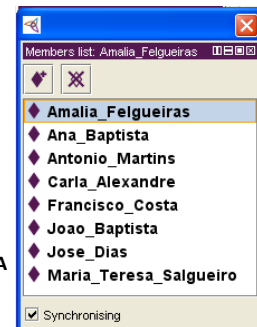 Members list: Amalia_Felgueiras
Amalia_Felgueiras
Ana_Baptista
Antonio_Martins
Carla_Alexandre
Francisco_Costa
Joao_Baptista
Jose_Dias
A
Maria_Teresa_Salgueiro
Synchronising